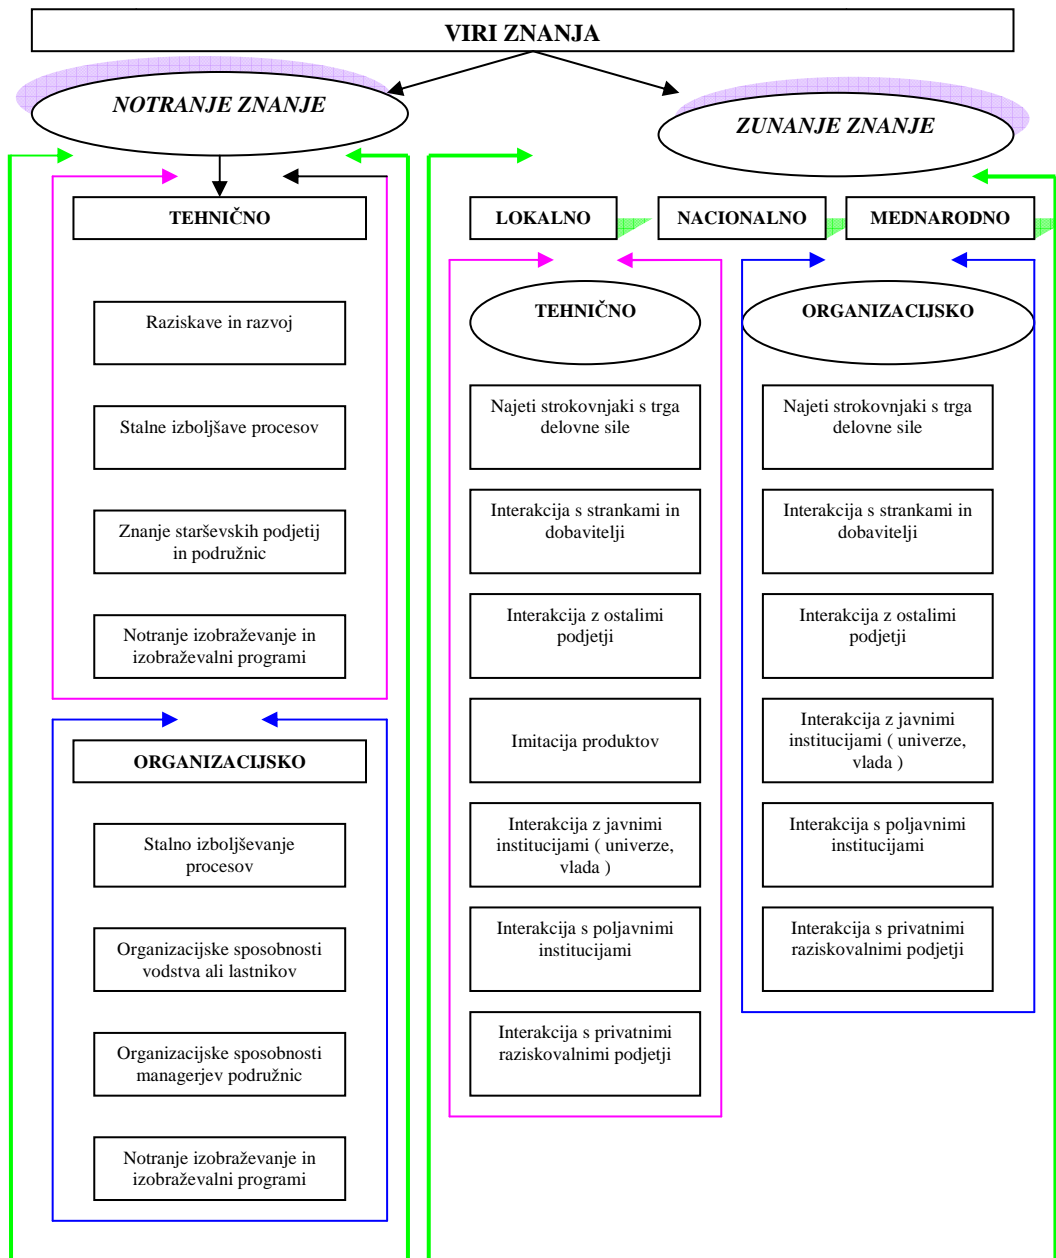 VIRI ZNANJA
NOTRANJE ZNANJE
ZUNANJE ZNANJE
TEHNIČNO
Raziskave in razvoj
Stalne izboljšave procesov
Znanje starševskih podjetij
in podružnic
Notranje izobraževanje in
izobraževalni programi
ORGANIZACIJSKO
Stalno izboljševanje
procesov
Organizacijske sposobnosti
vodstva ali lastnikov
Organizacijske sposobnosti
managerjev podružnic
Notranje izobraževanje in
izobraževalni programi
LOKALNO
NACIONALNO
MEDNARODNO
TEHNIČNO
Najeti strokovnjaki s trga
delovne sile
Interakcija s strankami in
dobavitelji
Interakcija z ostalimi
podjetji
Imitacija produktov
Interakcija z javnimi
institucijami ( univerze,
vlada )
Interakcija s poljavnimi
institucijami
Interakcija s privatnimi
raziskovalnimi podjetji
ORGANIZACIJSKO
Najeti strokovnjaki s trga
delovne sile
Interakcija s strankami in
dobavitelji
Interakcija z ostalimi
podjetji
Interakcija z javnimi
institucijami ( univerze,
vlada )
Interakcija s poljavnimi
institucijami
Interakcija s privatnimi
raziskovalnimi podjetji